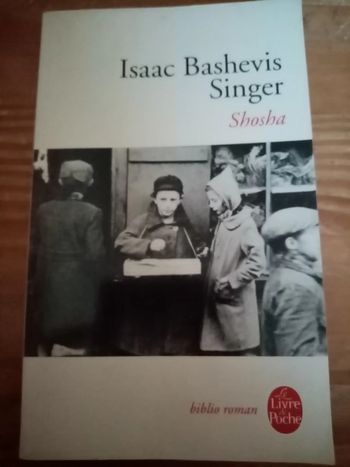 Isaac Bashevis
Singer
Shosha
biblio roman
Le
Livre
de
Poche